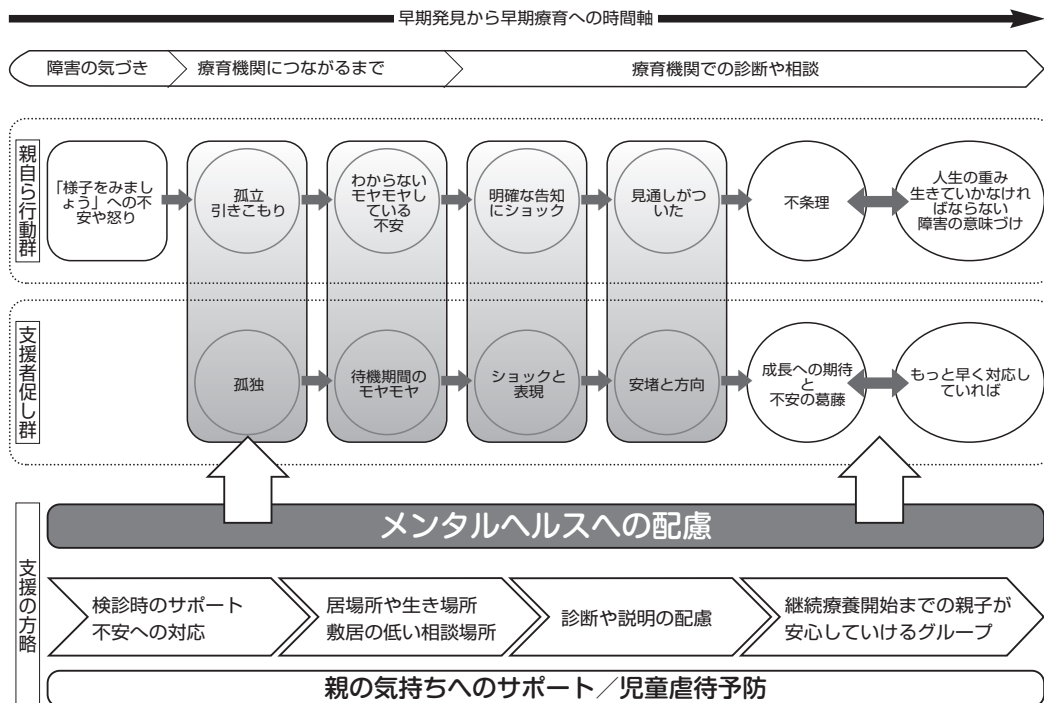 早期発見から早期療育への時間軸
障害の気づき
療育機関につながるまで
療育機関での診断や相談
親自ら行動群
「様子をみまし
ょう」への不
安や怒り
孤立
引きこもり
わからない
モヤモヤし
ている
不安
明確な告知
にショック
見通しがつ
いた
不条理
人生の重み
生きていかなけれ
ばならない
障害の意味づけ
支援者促し群
孤独
待機期間の
モヤモヤ
ショックと
表現
安堵と方向
成長への期待
と
不安の葛藤
もっと早く対応し
ていれば
支援の方略
メンタルヘルスへの配慮
検診時のサポート
不安への対応
居場所や生き場所
敷居の低い相談場所
診断や説明の配慮
継続療養開始までの親子が
安心していけるグループ
親の気持ちへのサポート／児童虐待予防